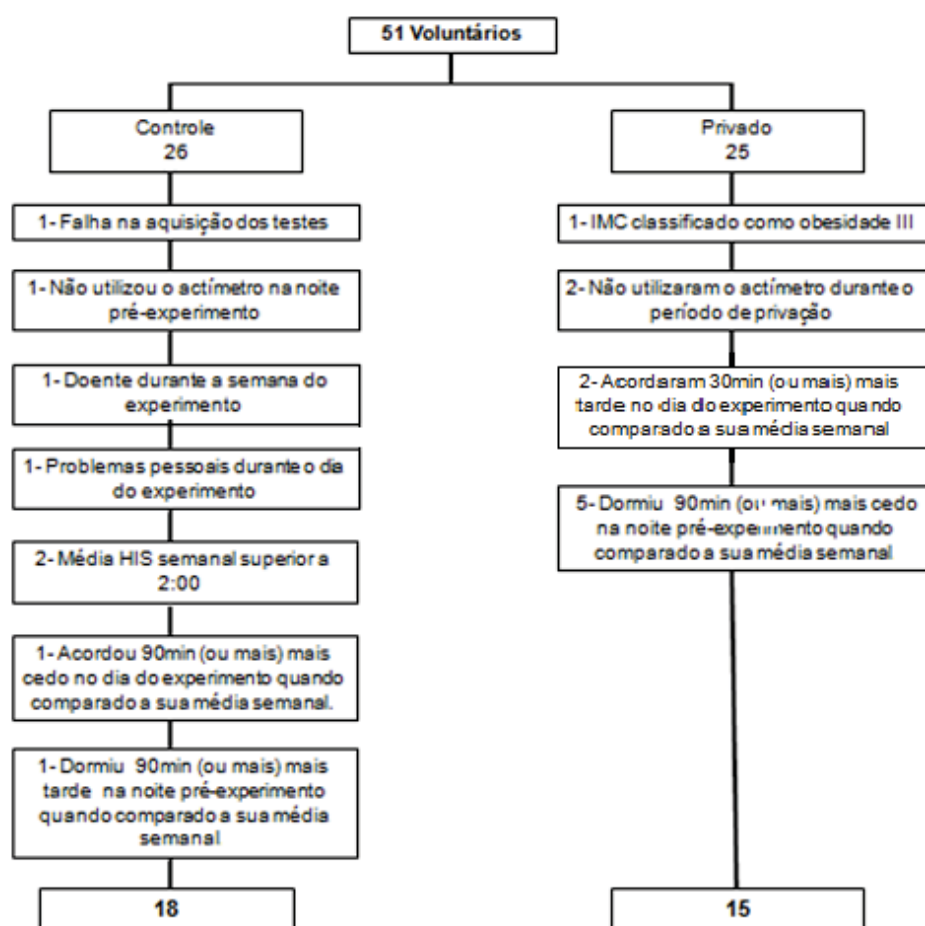 51 Voluntários
Controle
26
1- Falha na aquisição dos testes
1- Não utilizou o actímetro na noite
pré-experimento
1- Doente durante a semana do
experimento
1- Problemas pessoais durante o dia
do experimento
2- Média HIS semanal superior a
2:00
1- Acordou 90min (ou mais) mais
cedo no dia do experimento quando
comparado a sua média semanal.
1- Dormiu 90min (ou mais) mais
tarde na noite pré-experimento
quando comparado a sua média
semanal
18
Privado
25
1- IMC classificado como obesidade III
2- Não utilizaram o actímetro durante o
período de privação
2- Acordaram 30min (ou mais) mais
tarde no dia do experimento quando
comparado a sua média semanal
5- Dormiu 90min (ou mais) mais cedo
na noite pré-experimento quando
comparado a sua média semanal
15